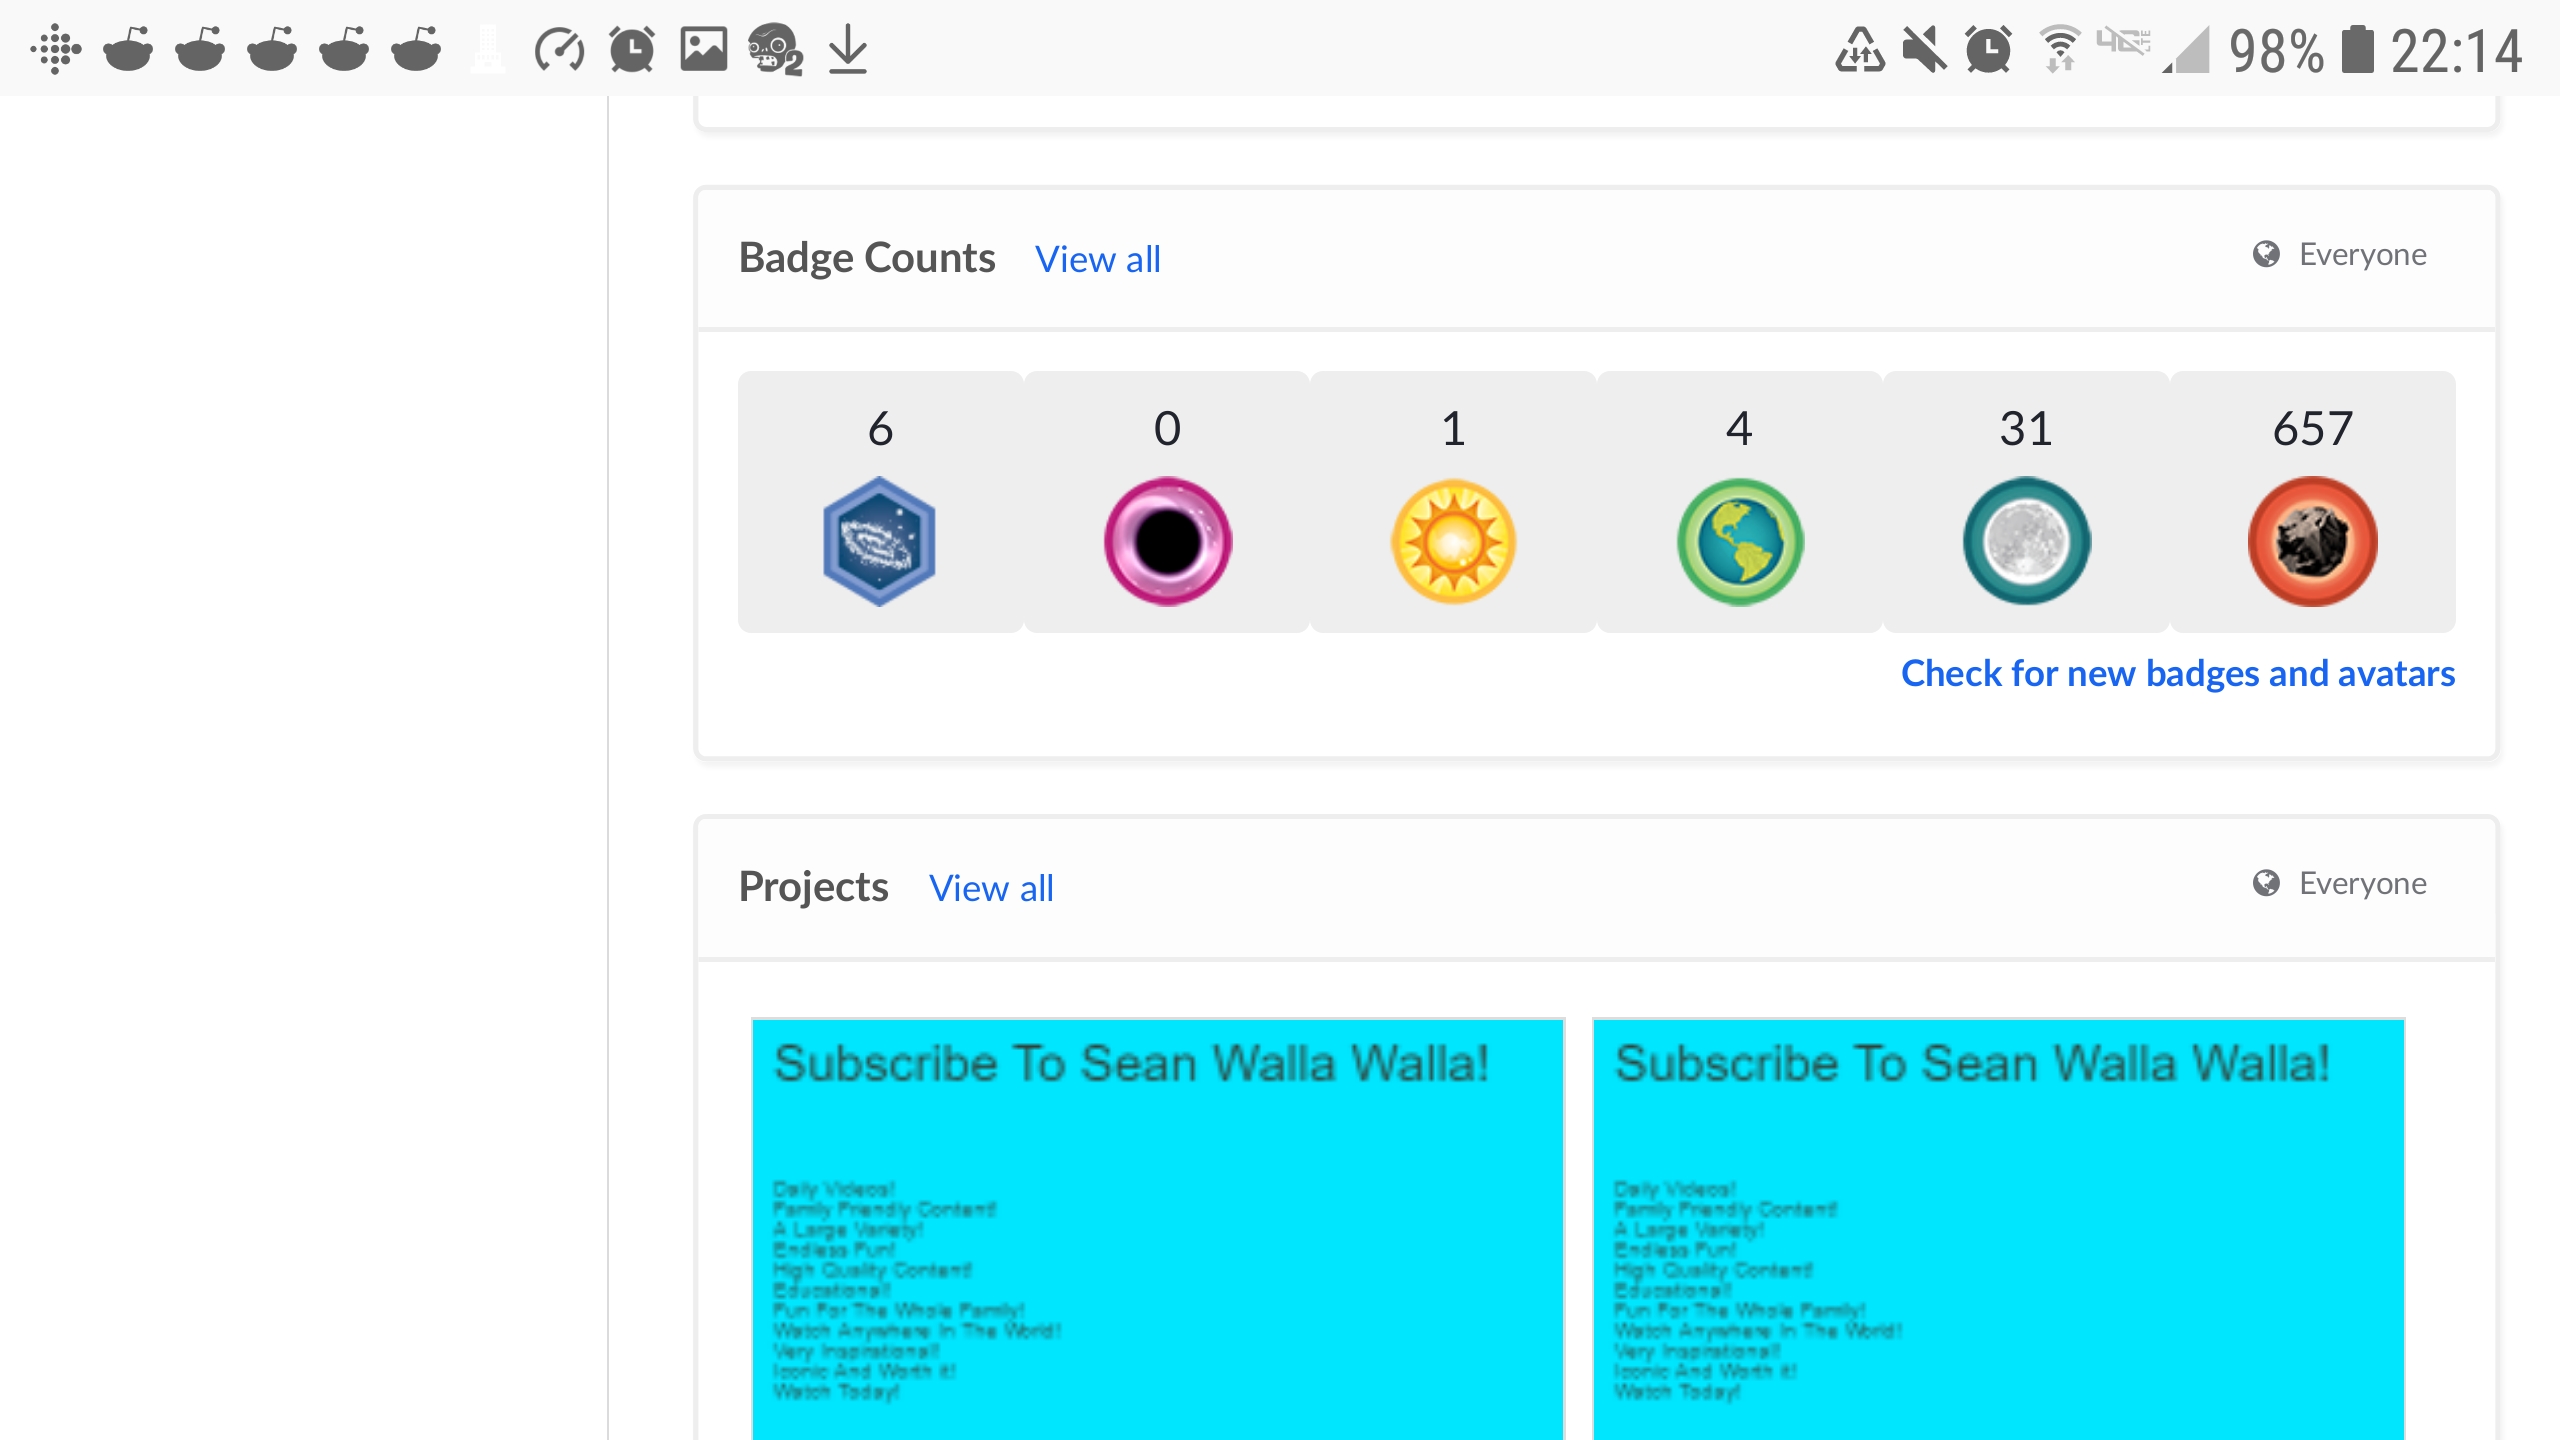 98% 22:14
Badge Counts View all Everyone
6 0 1 4 31 657
Check for new badges and avatars
Projects View all Everyone
Subscribe To Sean Walla Walla! Subscribe To Sean Walla Walla!
Daily Videos! Daily Videos!
Family Friendly Content! Family Friendly Content!
A Large Variety! A Large Variety!
Endless Fun! Endless Fun!
High Quality Content! High Quality Content!
Educational! Educational!
Fun For The Whole Family! Fun For The Whole Family!
Watch Anywhere In The World! Watch Anywhere In The World!
Very Inspirational! Very Inspirational!
Iconic And Worth It! Iconic And Worth It!
Watch Today! Watch Today!